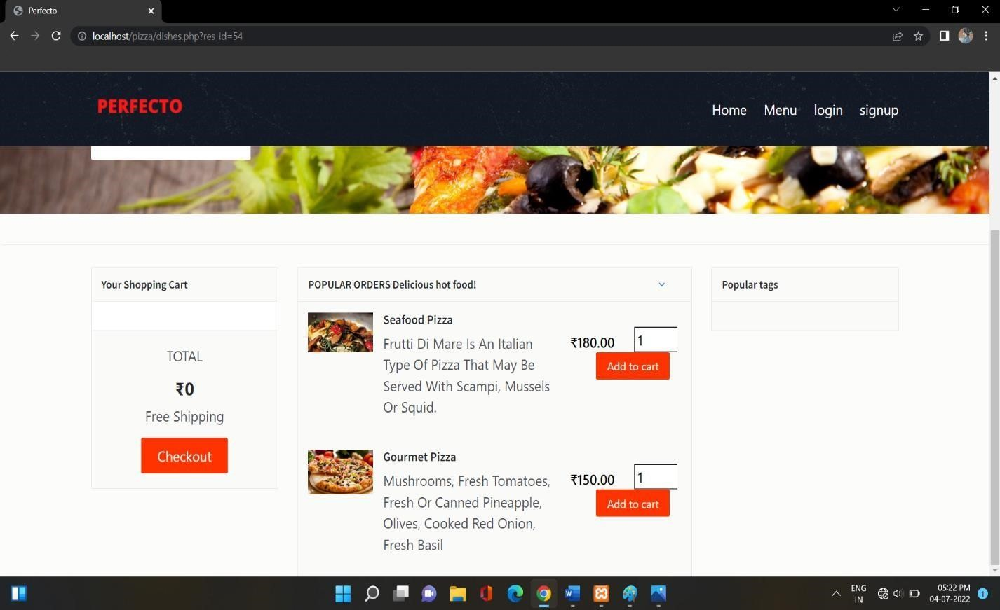 Perfecto
localhost/pizza/dishes.php?res_id=54
PERFECTO
Home Menu login signup
Your Shopping Cart
TOTAL
₹0
Free Shipping
Checkout
POPULAR ORDERS Delicious hot food!
Seafood Pizza
Frutti Di Mare Is An Italian
Type Of Pizza That May Be
Served With Scampi, Mussels
Or Squid.
₹180.00 1
Add to cart
Gourmet Pizza
Mushrooms, Fresh Tomatoes,
Fresh Or Canned Pineapple,
Olives, Cooked Red Onion,
Fresh Basil
₹150.00 1
Add to cart
Popular tags
ENG
IN
05:22 PM
04-07-2022
1